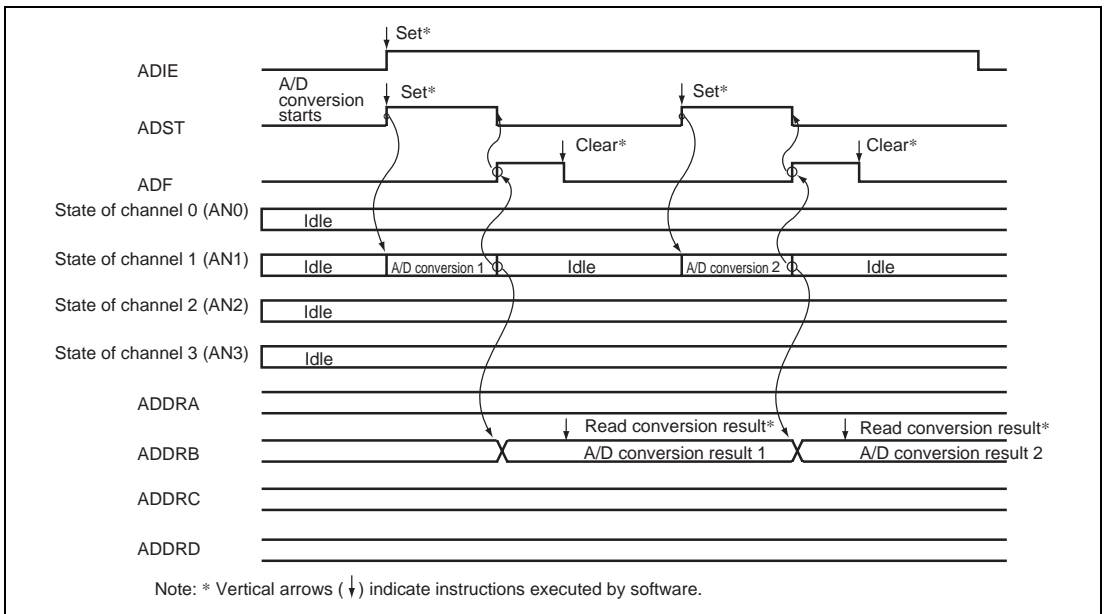 Set*
ADIE
A/D
conversion
starts
Set*
Set*
ADST
Clear*
Clear*
ADF
State of channel 0 (AN0)
Idle
State of channel 1 (AN1)
Idle
A/D conversion 1
Idle
A/D conversion 2
Idle
State of channel 2 (AN2)
Idle
State of channel 3 (AN3)
Idle
ADDRA
Read conversion result*
Read conversion result*
ADDRB
A/D conversion result 1
A/D conversion result 2
ADDRC
ADDRD
Note: * Vertical arrows (↓) indicate instructions executed by software.